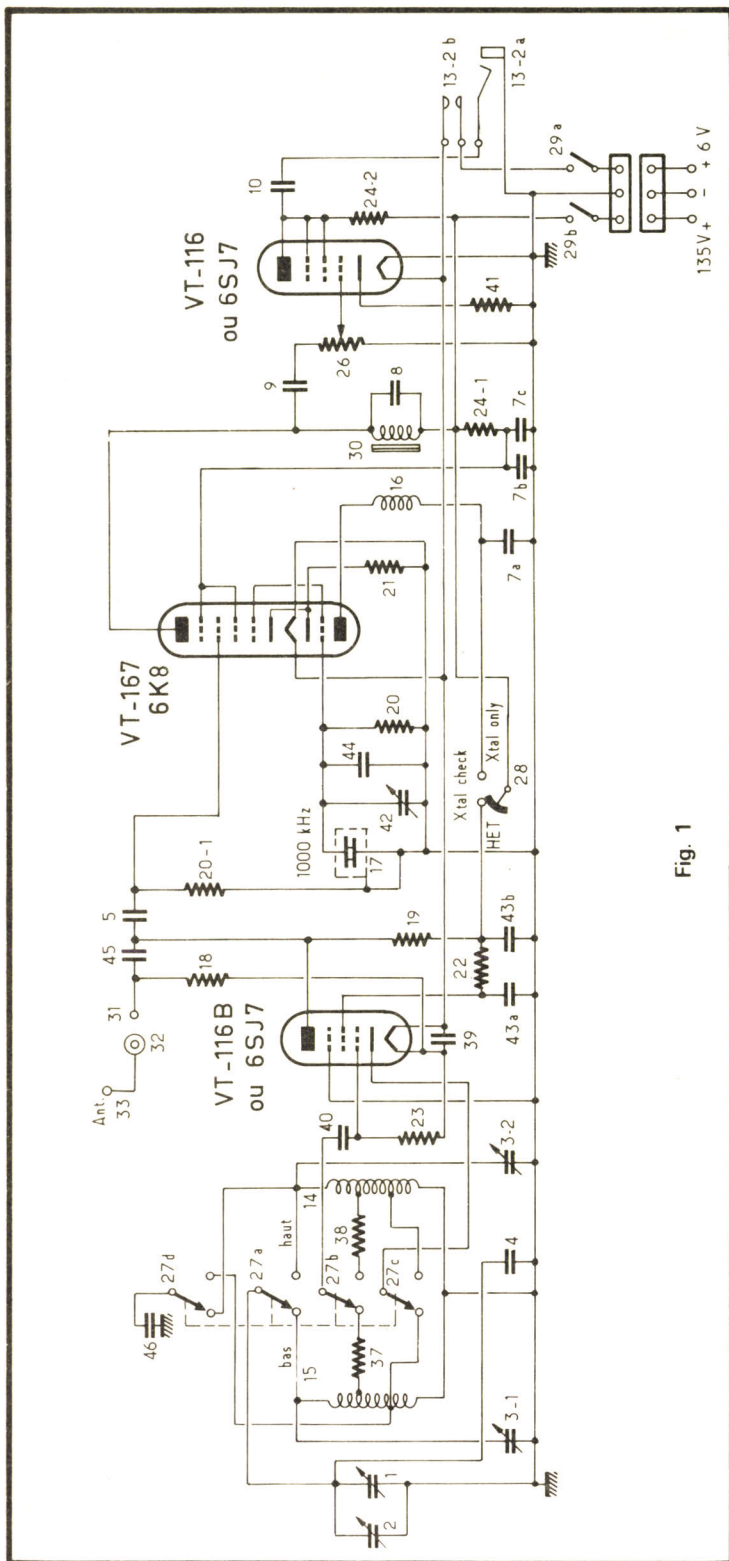 VT-116
ou 6SJ7
VT-167
6K8
VT-116B
ou 6SJ7
Ant.
33
32
31
45
5
18
20-1
1000 kHz
17
42
44
20
21
16
30
8
9
26
10
24-2
41
24-1
7c
7b
7a
13-2 b
13-2 a
29a
29b
135V+
-
+ 6 V
Xtal check
Xtal only
HET
28
19
22
43b
43a
39
40
23
46
27d
27a
27b
27c
haut
bas
14
15
38
37
3-2
4
3-1
1
2
Fig. 1